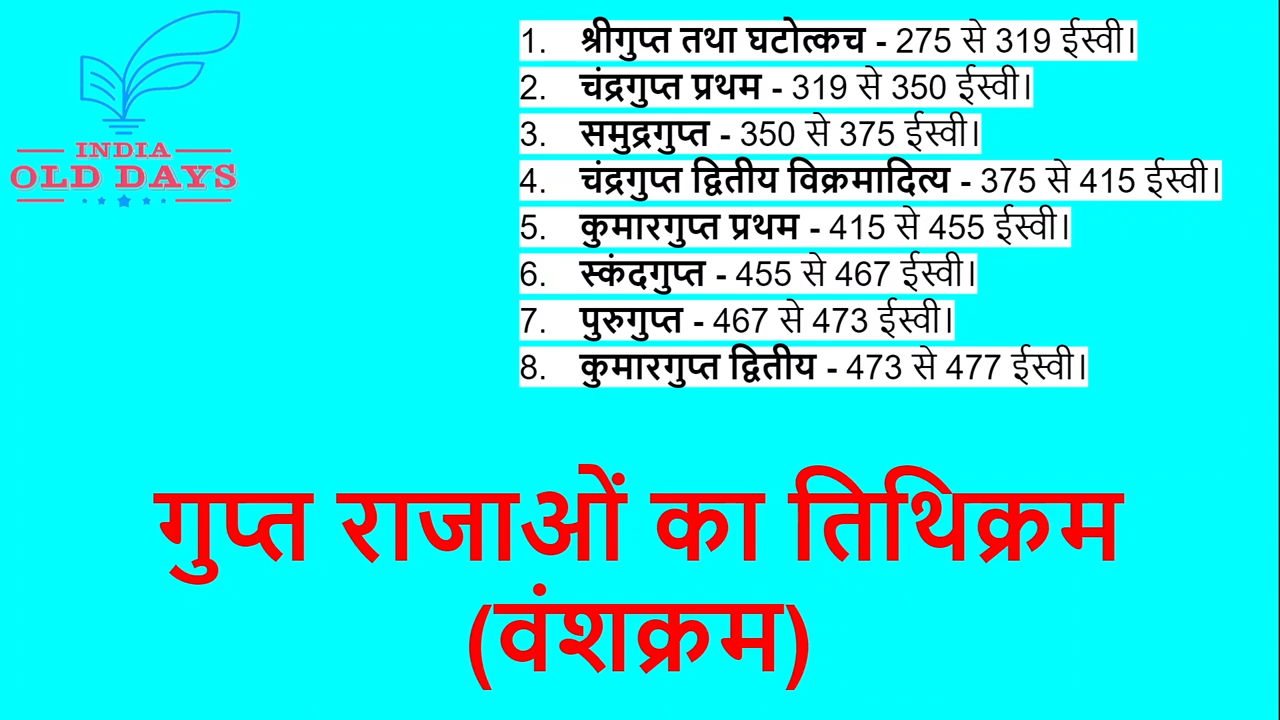 INDIA
OLD DAYS
1. श्रीगुप्त तथा घटोत्कच - 275 से 319 ईस्वी।
2. चंद्रगुप्त प्रथम - 319 से 350 ईस्वी।
3. समुद्रगुप्त - 350 से 375 ईस्वी।
4. चंद्रगुप्त द्वितीय विक्रमादित्य - 375 से 415 ईस्वी।
5. कुमारगुप्त प्रथम - 415 से 455 ईस्वी।
6. स्कंदगुप्त - 455 से 467 ईस्वी।
7. पुरुगुप्त - 467 से 473 ईस्वी।
8. कुमारगुप्त द्वितीय - 473 से 477 ईस्वी।
गुप्त राजाओं का तिथिक्रम
(वंशक्रम)